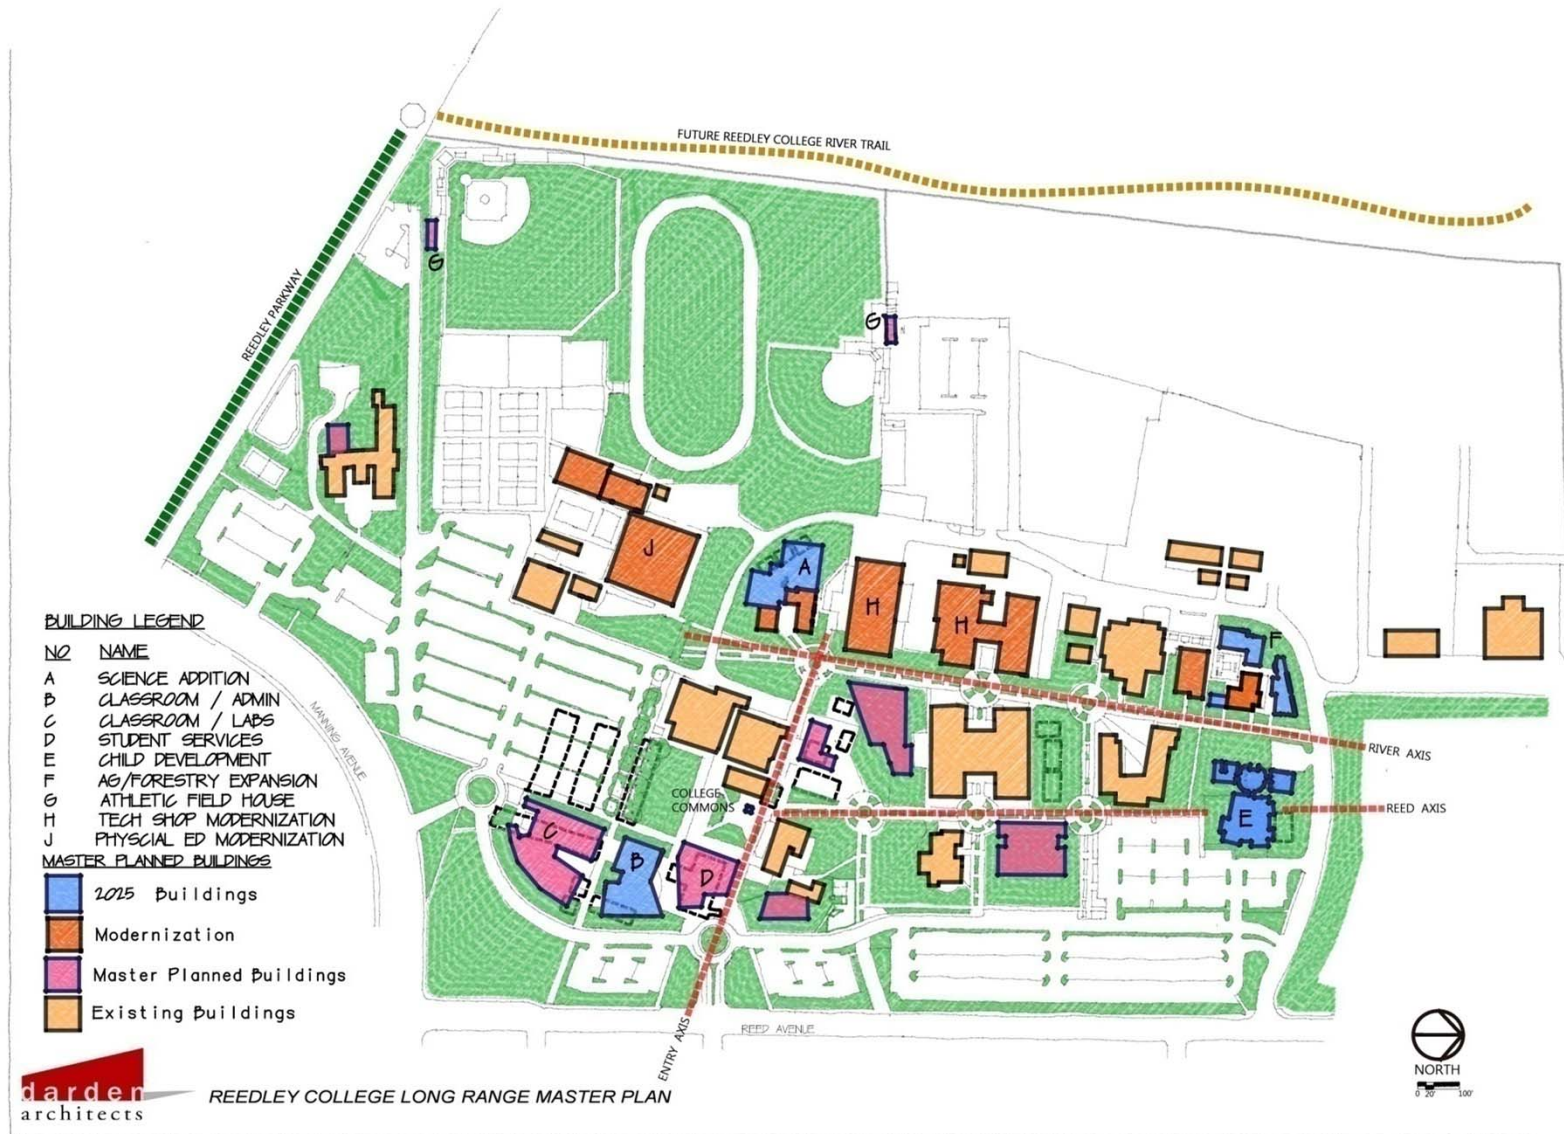 FUTURE REEDLEY COLLEGE RIVER TRAIL
REEDLEY PARKWAY
G
G
J
A
H
H
F
BUILDING LEGEND
NO NAME
A SCIENCE ADDITION
B CLASSROOM / ADMIN
C CLASSROOM / LABS
D STUDENT SERVICES
E CHILD DEVELOPMENT
F AG/FORESTRY EXPANSION
G ATHLETIC FIELD HOUSE
H TECH SHOP MODERNIZATION
J PHYSCIAL ED MODERNIZATION
MASTER PLANNED BUILDINGS
2025 Buildings
Modernization
Master Planned Buildings
Existing Buildings
MANNING AVENUE
COLLEGE
COMMONS
RIVER AXIS
REED AXIS
E
C
B
D
ENTRY AXIS
REED AVENUE
NORTH
0 20' 100'
darden
architects
REEDLEY COLLEGE LONG RANGE MASTER PLAN